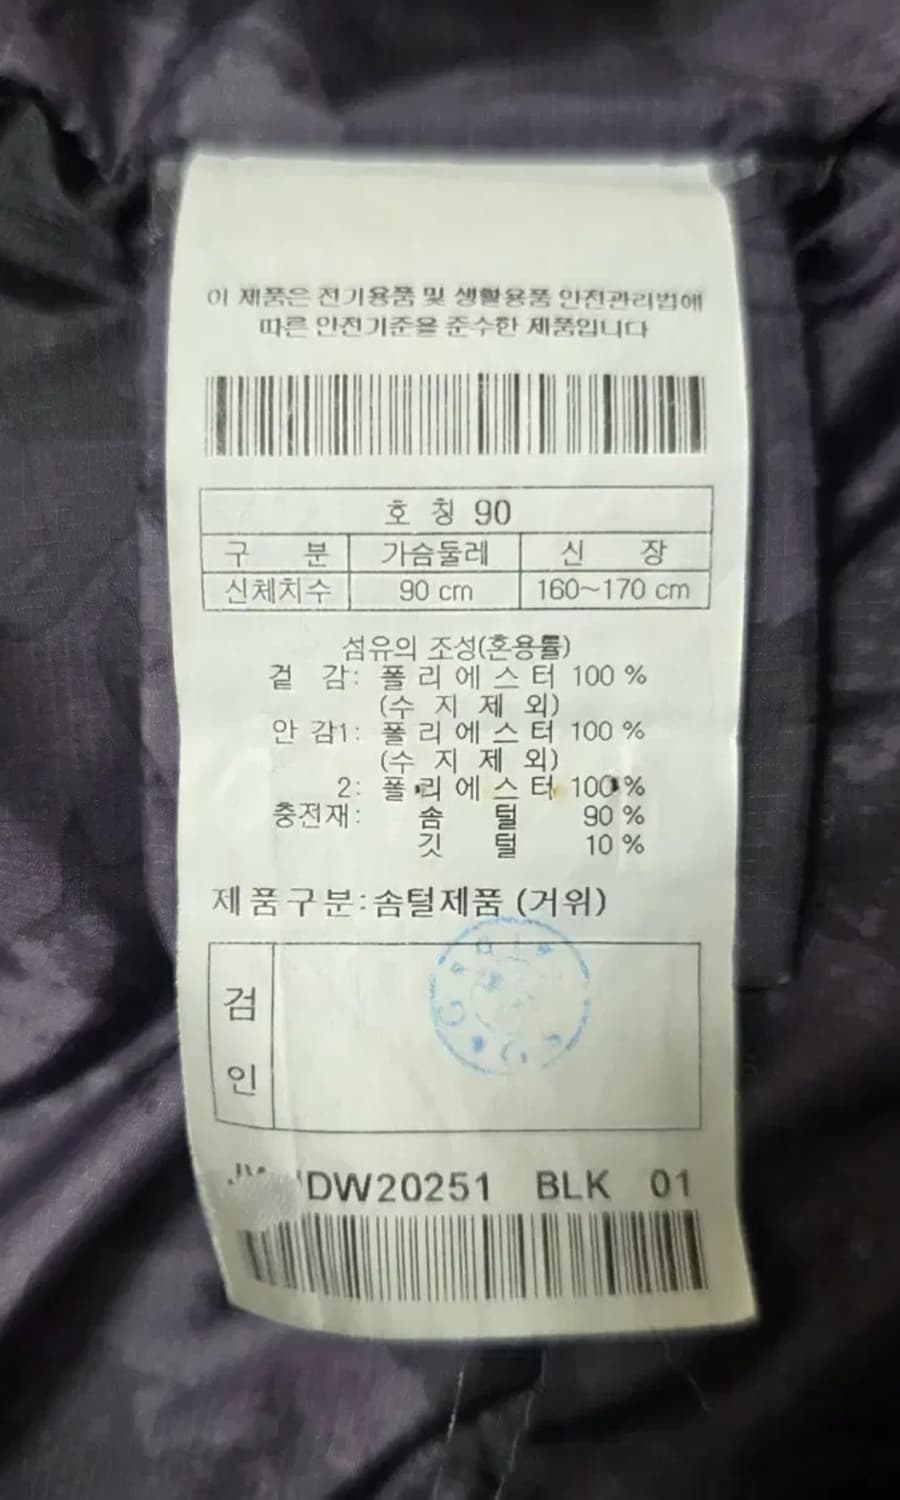 이 제품은 전기용품 및 생활용품 안전관리법에
따른 안전기준을 준수한 제품입니다
호 칭 90
구 분 가슴둘레 신 장
신체치수 90 cm 160~170 cm
섬유의 조성(혼용률)
겉 감: 폴 리 에 스 터 100 %
(수 지 제 외)
안 감1: 폴 리 에 스 터 100 %
(수 지 제 외)
2: 폴 리 에 스 터 100 %
충전재: 솜 털 90 %
깃 털 10 %
제 품 구 분 : 솜털제품 (거위)
검
인
DW20251 BLK 01